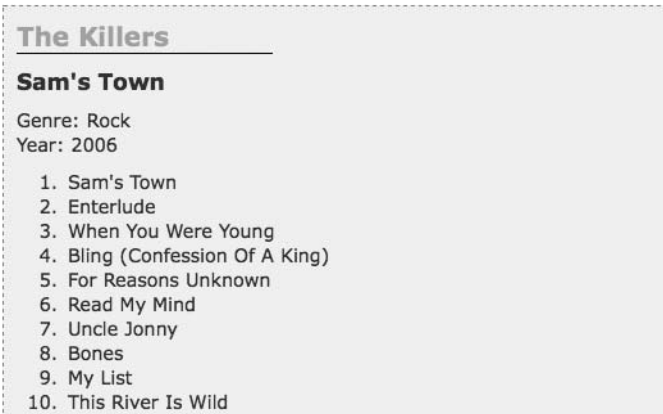 The Killers
Sam's Town
Genre: Rock
Year: 2006
1. Sam's Town
2. Enterlude
3. When You Were Young
4. Bling (Confession Of A King)
5. For Reasons Unknown
6. Read My Mind
7. Uncle Jonny
8. Bones
9. My List
10. This River Is Wild